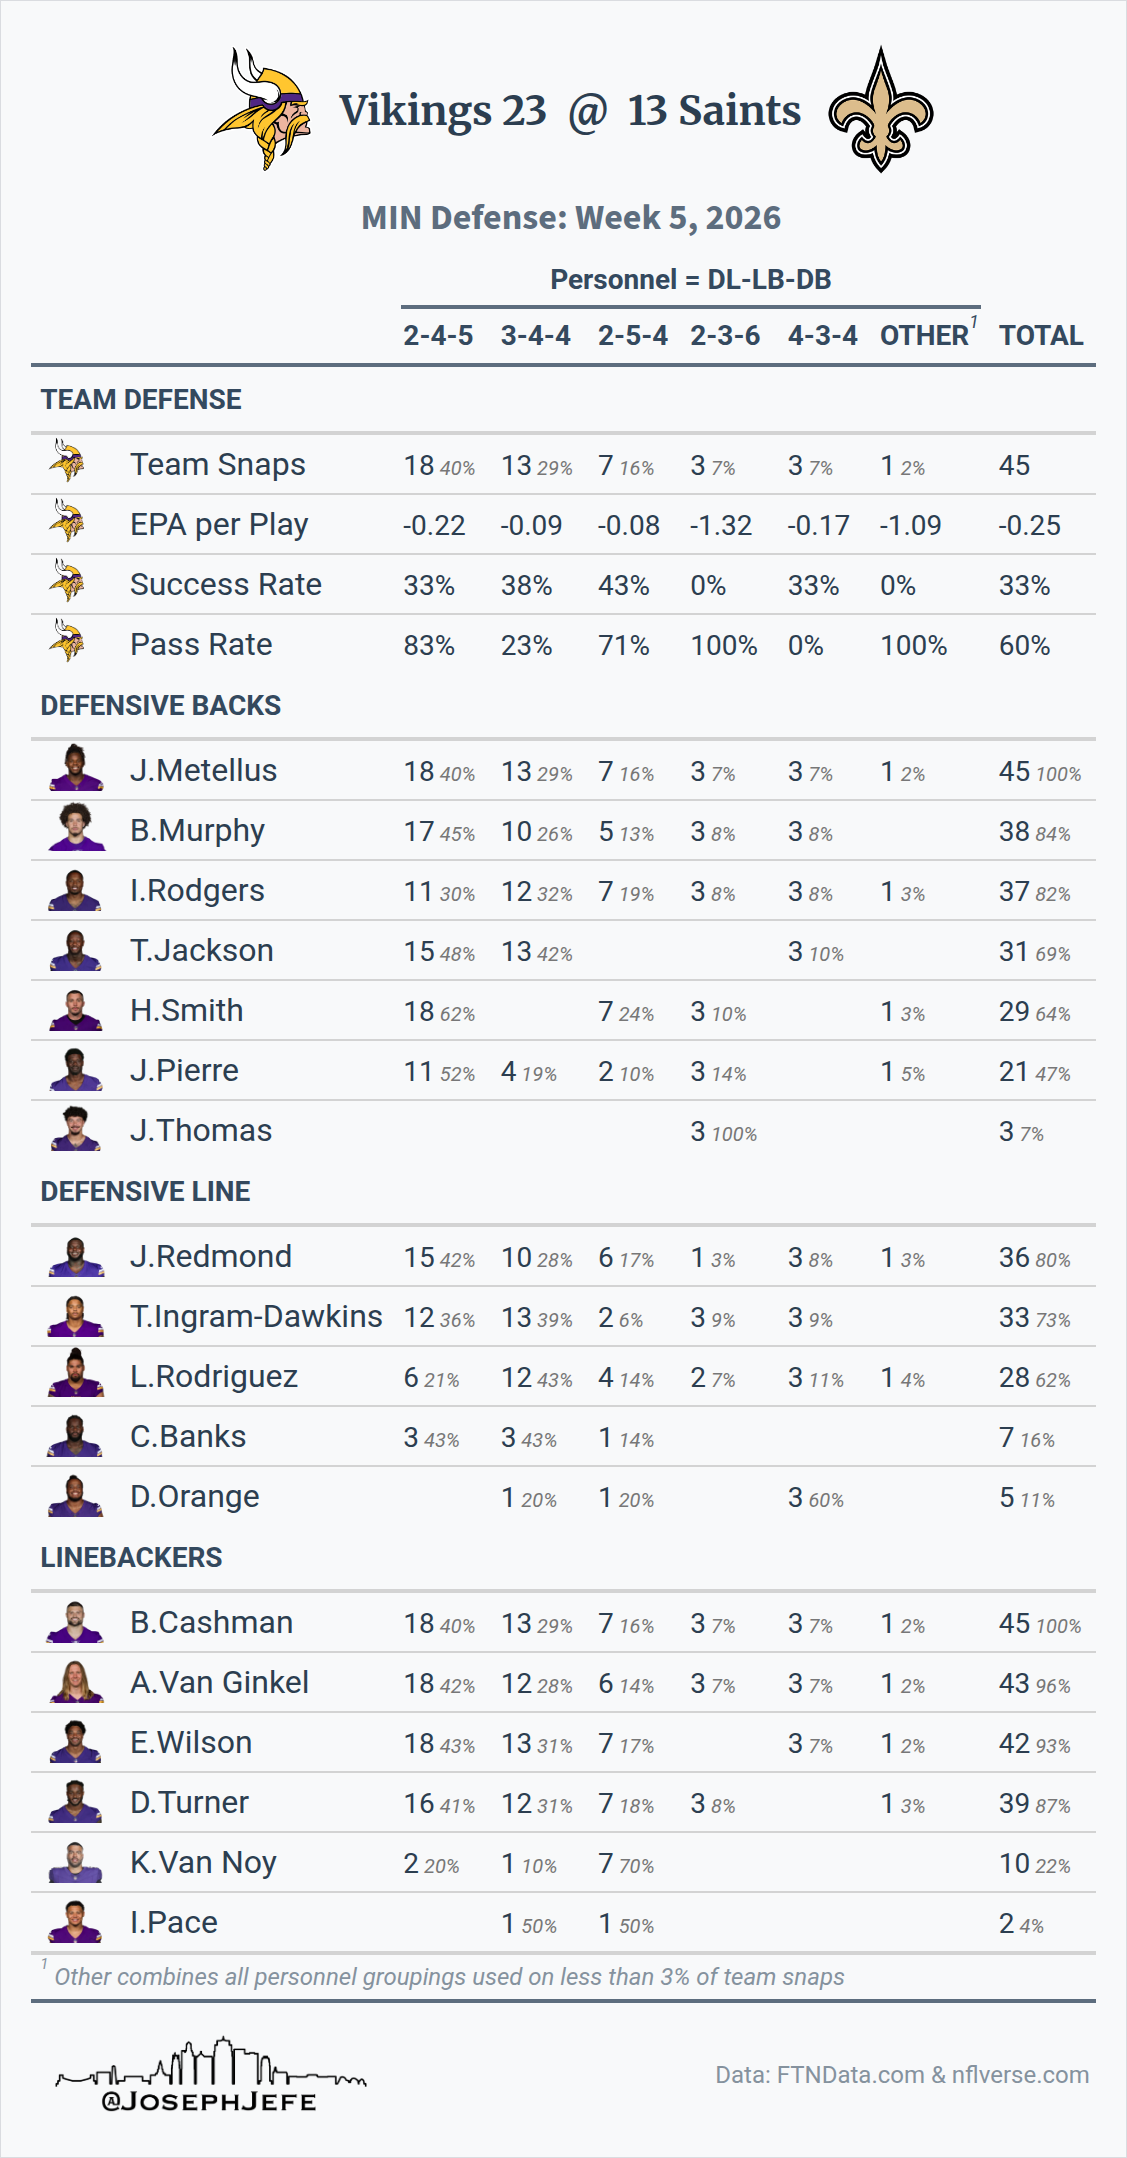 Vikings 23 @ 13 Saints
MIN Defense: Week 5, 2026
Personnel = DL-LB-DB
2-4-5 3-4-4 2-5-4 2-3-6 4-3-4 OTHER1 TOTAL
TEAM DEFENSE
Team Snaps 18 40% 13 29% 7 16% 3 7% 3 7% 1 2% 45
EPA per Play -0.22 -0.09 -0.08 -1.32 -0.17 -1.09 -0.25
Success Rate 33% 38% 43% 0% 33% 0% 33%
Pass Rate 83% 23% 71% 100% 0% 100% 60%
DEFENSIVE BACKS
J.Metellus 18 40% 13 29% 7 16% 3 7% 3 7% 1 2% 45 100%
B.Murphy 17 45% 10 26% 5 13% 3 8% 3 8% 38 84%
I.Rodgers 11 30% 12 32% 7 19% 3 8% 3 8% 1 3% 37 82%
T.Jackson 15 48% 13 42% 3 10% 31 69%
H.Smith 18 62% 7 24% 3 10% 1 3% 29 64%
J.Pierre 11 52% 4 19% 2 10% 3 14% 1 5% 21 47%
J.Thomas 3 100% 3 7%
DEFENSIVE LINE
J.Redmond 15 42% 10 28% 6 17% 1 3% 3 8% 1 3% 36 80%
T.Ingram-Dawkins 12 36% 13 39% 2 6% 3 9% 3 9% 33 73%
L.Rodriguez 6 21% 12 43% 4 14% 2 7% 3 11% 1 4% 28 62%
C.Banks 3 43% 3 43% 1 14% 7 16%
D.Orange 1 20% 1 20% 3 60% 5 11%
LINEBACKERS
B.Cashman 18 40% 13 29% 7 16% 3 7% 3 7% 1 2% 45 100%
A.Van Ginkel 18 42% 12 28% 6 14% 3 7% 3 7% 1 2% 43 96%
E.Wilson 18 43% 13 31% 7 17% 3 7% 1 2% 42 93%
D.Turner 16 41% 12 31% 7 18% 3 8% 1 3% 39 87%
K.Van Noy 2 20% 1 10% 7 70% 10 22%
I.Pace 1 50% 1 50% 2 4%
1 Other combines all personnel groupings used on less than 3% of team snaps
@JOSEPHJEFE
Data: FTNData.com & nflverse.com